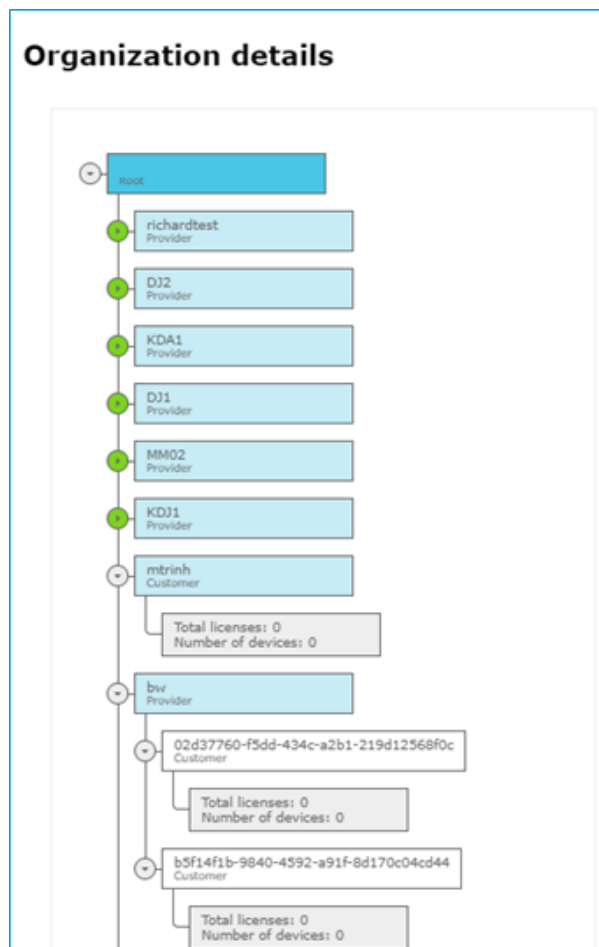 Organization details
Root
richardtest
Provider
DJ2
Provider
KDA1
Provider
DJ1
Provider
MM02
Provider
KDJ1
Provider
mtrinh
Customer
Total licenses: 0
Number of devices: 0
bw
Provider
02d37760-f5dd-434c-a2b1-219d12568f0c
Customer
Total licenses: 0
Number of devices: 0
b5f14f1b-9840-4592-a91f-8d170c04cd44
Customer
Total licenses: 0
Number of devices: 0